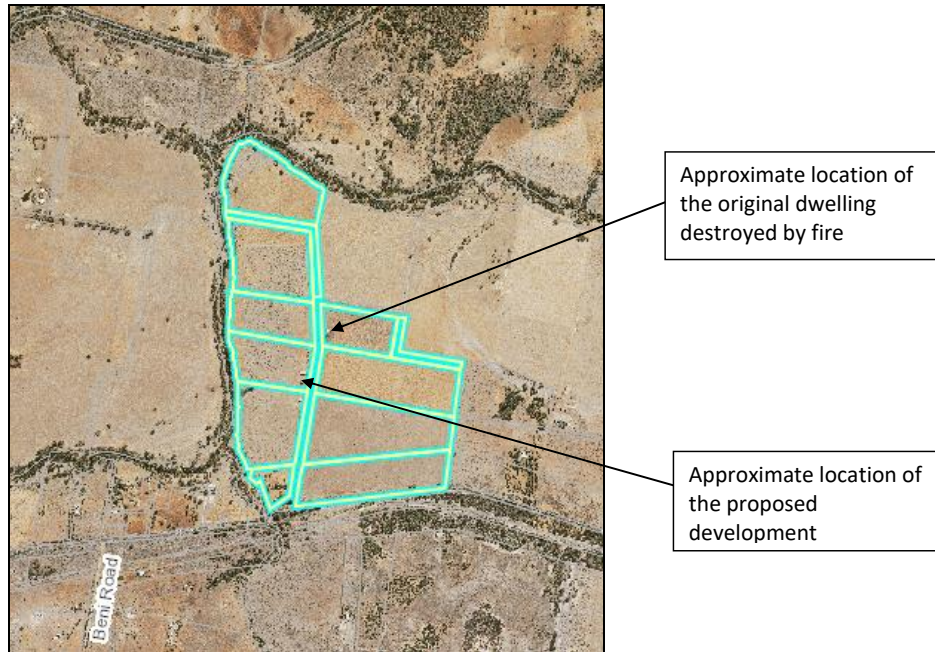 Approximate location of
the original dwelling
destroyed by fire
Approximate location of
the proposed
development
Beni Road